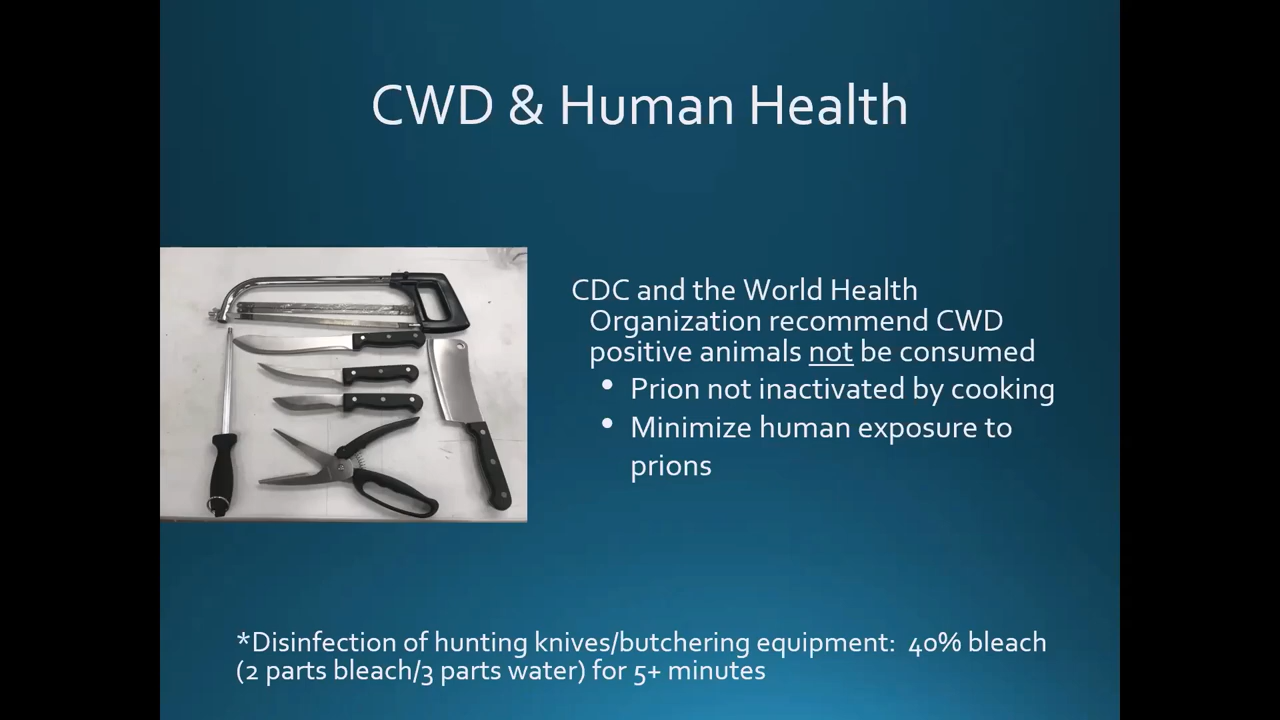 CWD & Human Health
CDC and the World Health
Organization recommend CWD
positive animals not be consumed
• Prion not inactivated by cooking
• Minimize human exposure to
prions
*Disinfection of hunting knives/butchering equipment: 40% bleach
(2 parts bleach/3 parts water) for 5+ minutes